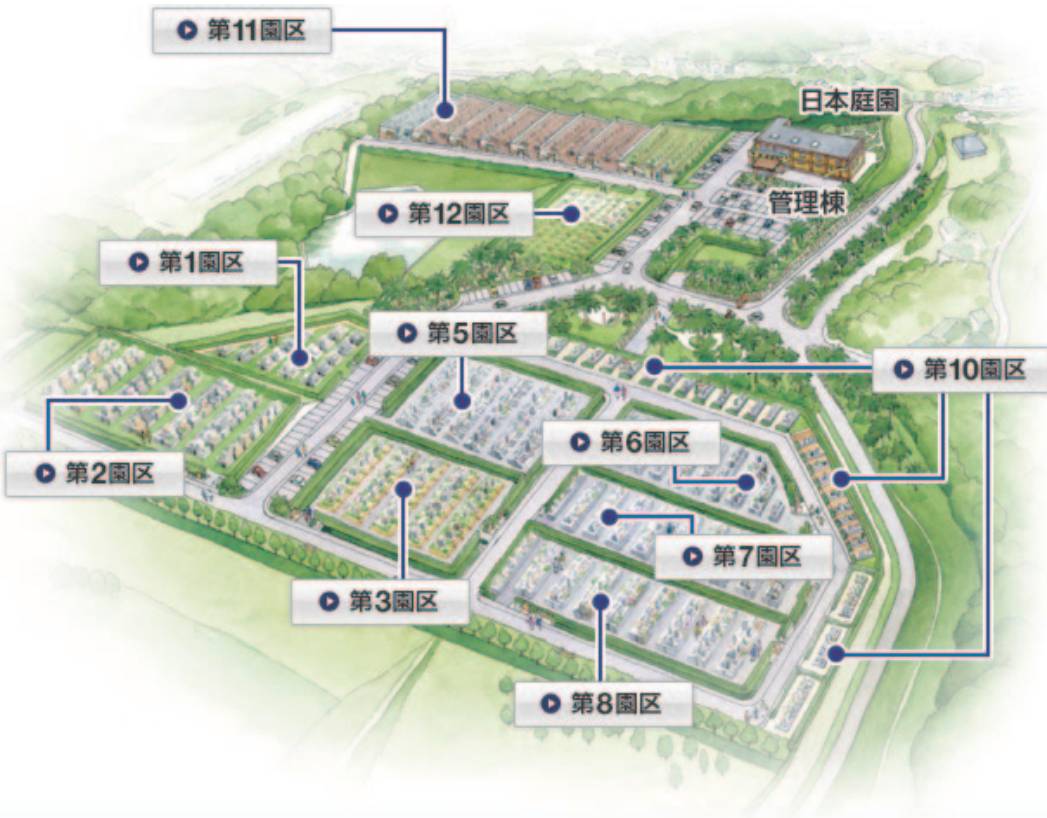 第11園区
日本庭園
管理棟
第12園区
第1園区
第5園区
第10園区
第6園区
第2園区
第7園区
第3園区
第8園区